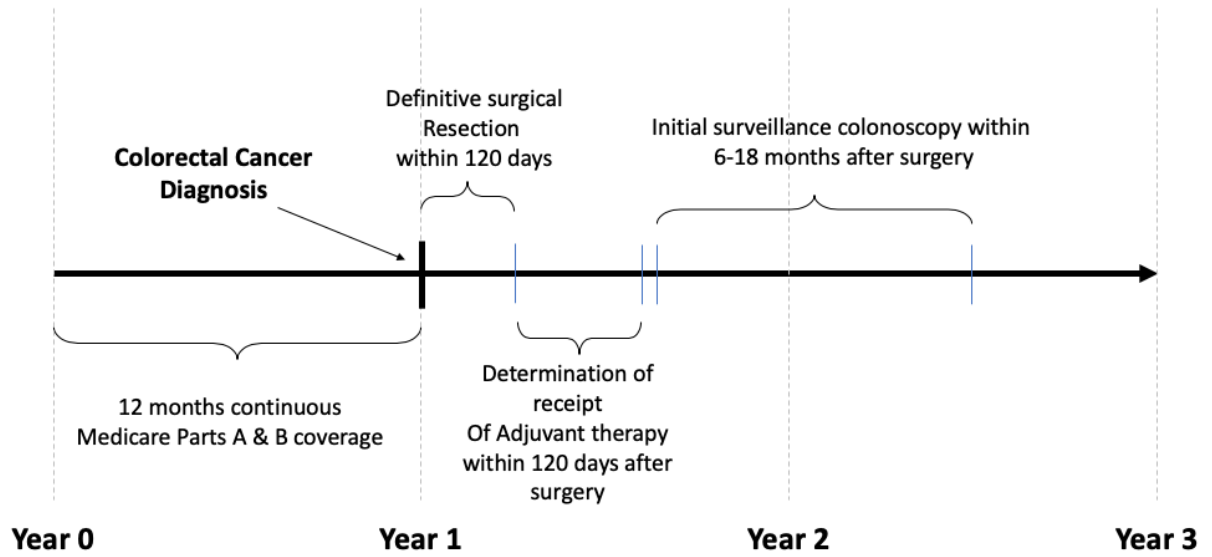 Definitive surgical
Resection
within 120 days
Initial surveillance colonoscopy within
6-18 months after surgery
Colorectal Cancer
Diagnosis
12 months continuous
Medicare Parts A & B coverage
Determination of
receipt
Of Adjuvant therapy
within 120 days after
surgery
Year 0
Year 1
Year 2
Year 3